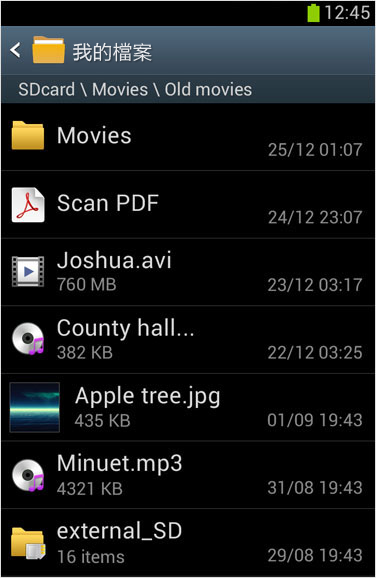 12:45
我的檔案
SDcard \ Movies \ Old movies
Movies
25/12 01:07
Scan PDF
24/12 23:07
Joshua.avi
760 MB
23/12 03:17
County hall...
382 KB
22/12 03:25
Apple tree.jpg
435 KB
01/09 19:43
Minuet.mp3
4321 KB
31/08 19:43
external_SD
16 items
29/08 19:43